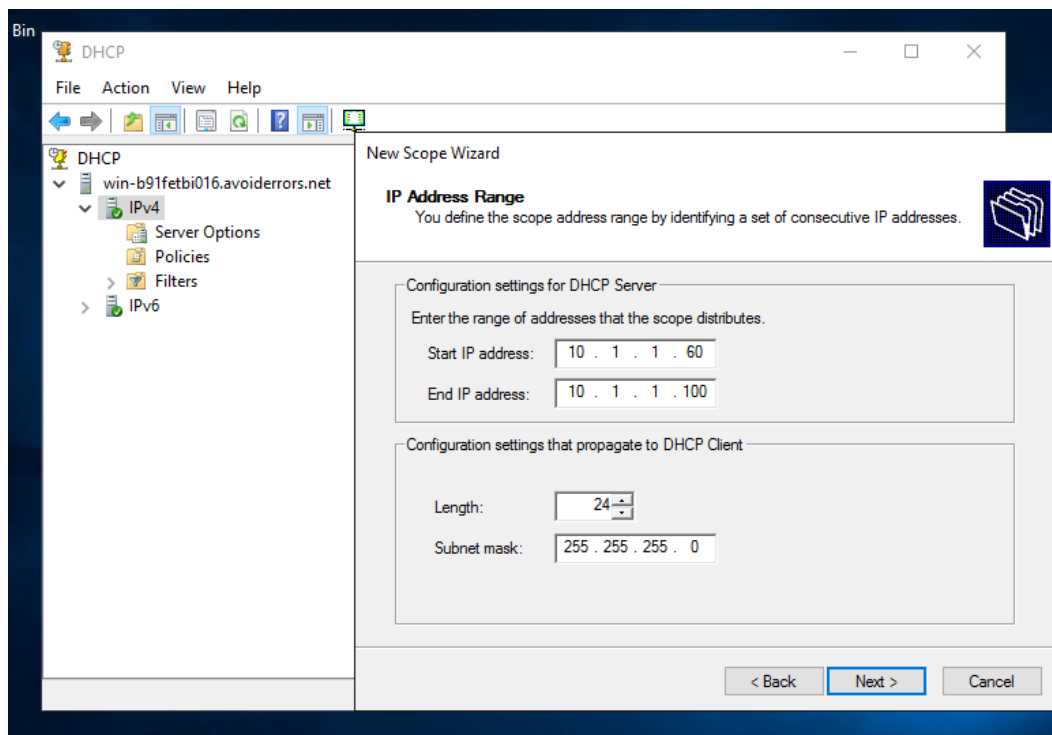 Bin
DHCP
File Action View Help
DHCP
win-b91fetbi016.avoiderrors.net
IPv4
Server Options
Policies
Filters
IPv6
New Scope Wizard
IP Address Range
You define the scope address range by identifying a set of consecutive IP addresses.
Configuration settings for DHCP Server
Enter the range of addresses that the scope distributes.
Start IP address: 10 . 1 . 1 . 60
End IP address: 10 . 1 . 1 . 100
Configuration settings that propagate to DHCP Client
Length: 24
Subnet mask: 255 . 255 . 255 . 0
< Back Next > Cancel